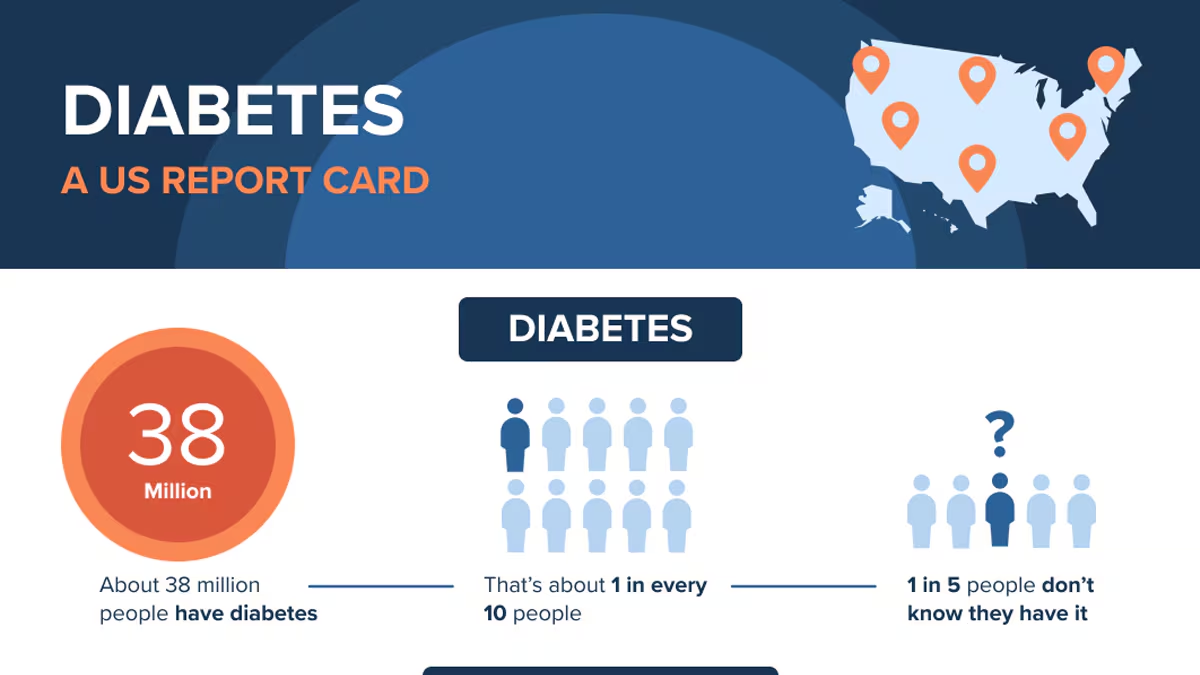 DIABETES
A US REPORT CARD
DIABETES
38
Million
About 38 million
people have diabetes
That’s about 1 in every
10 people
?
1 in 5 people don’t
know they have it